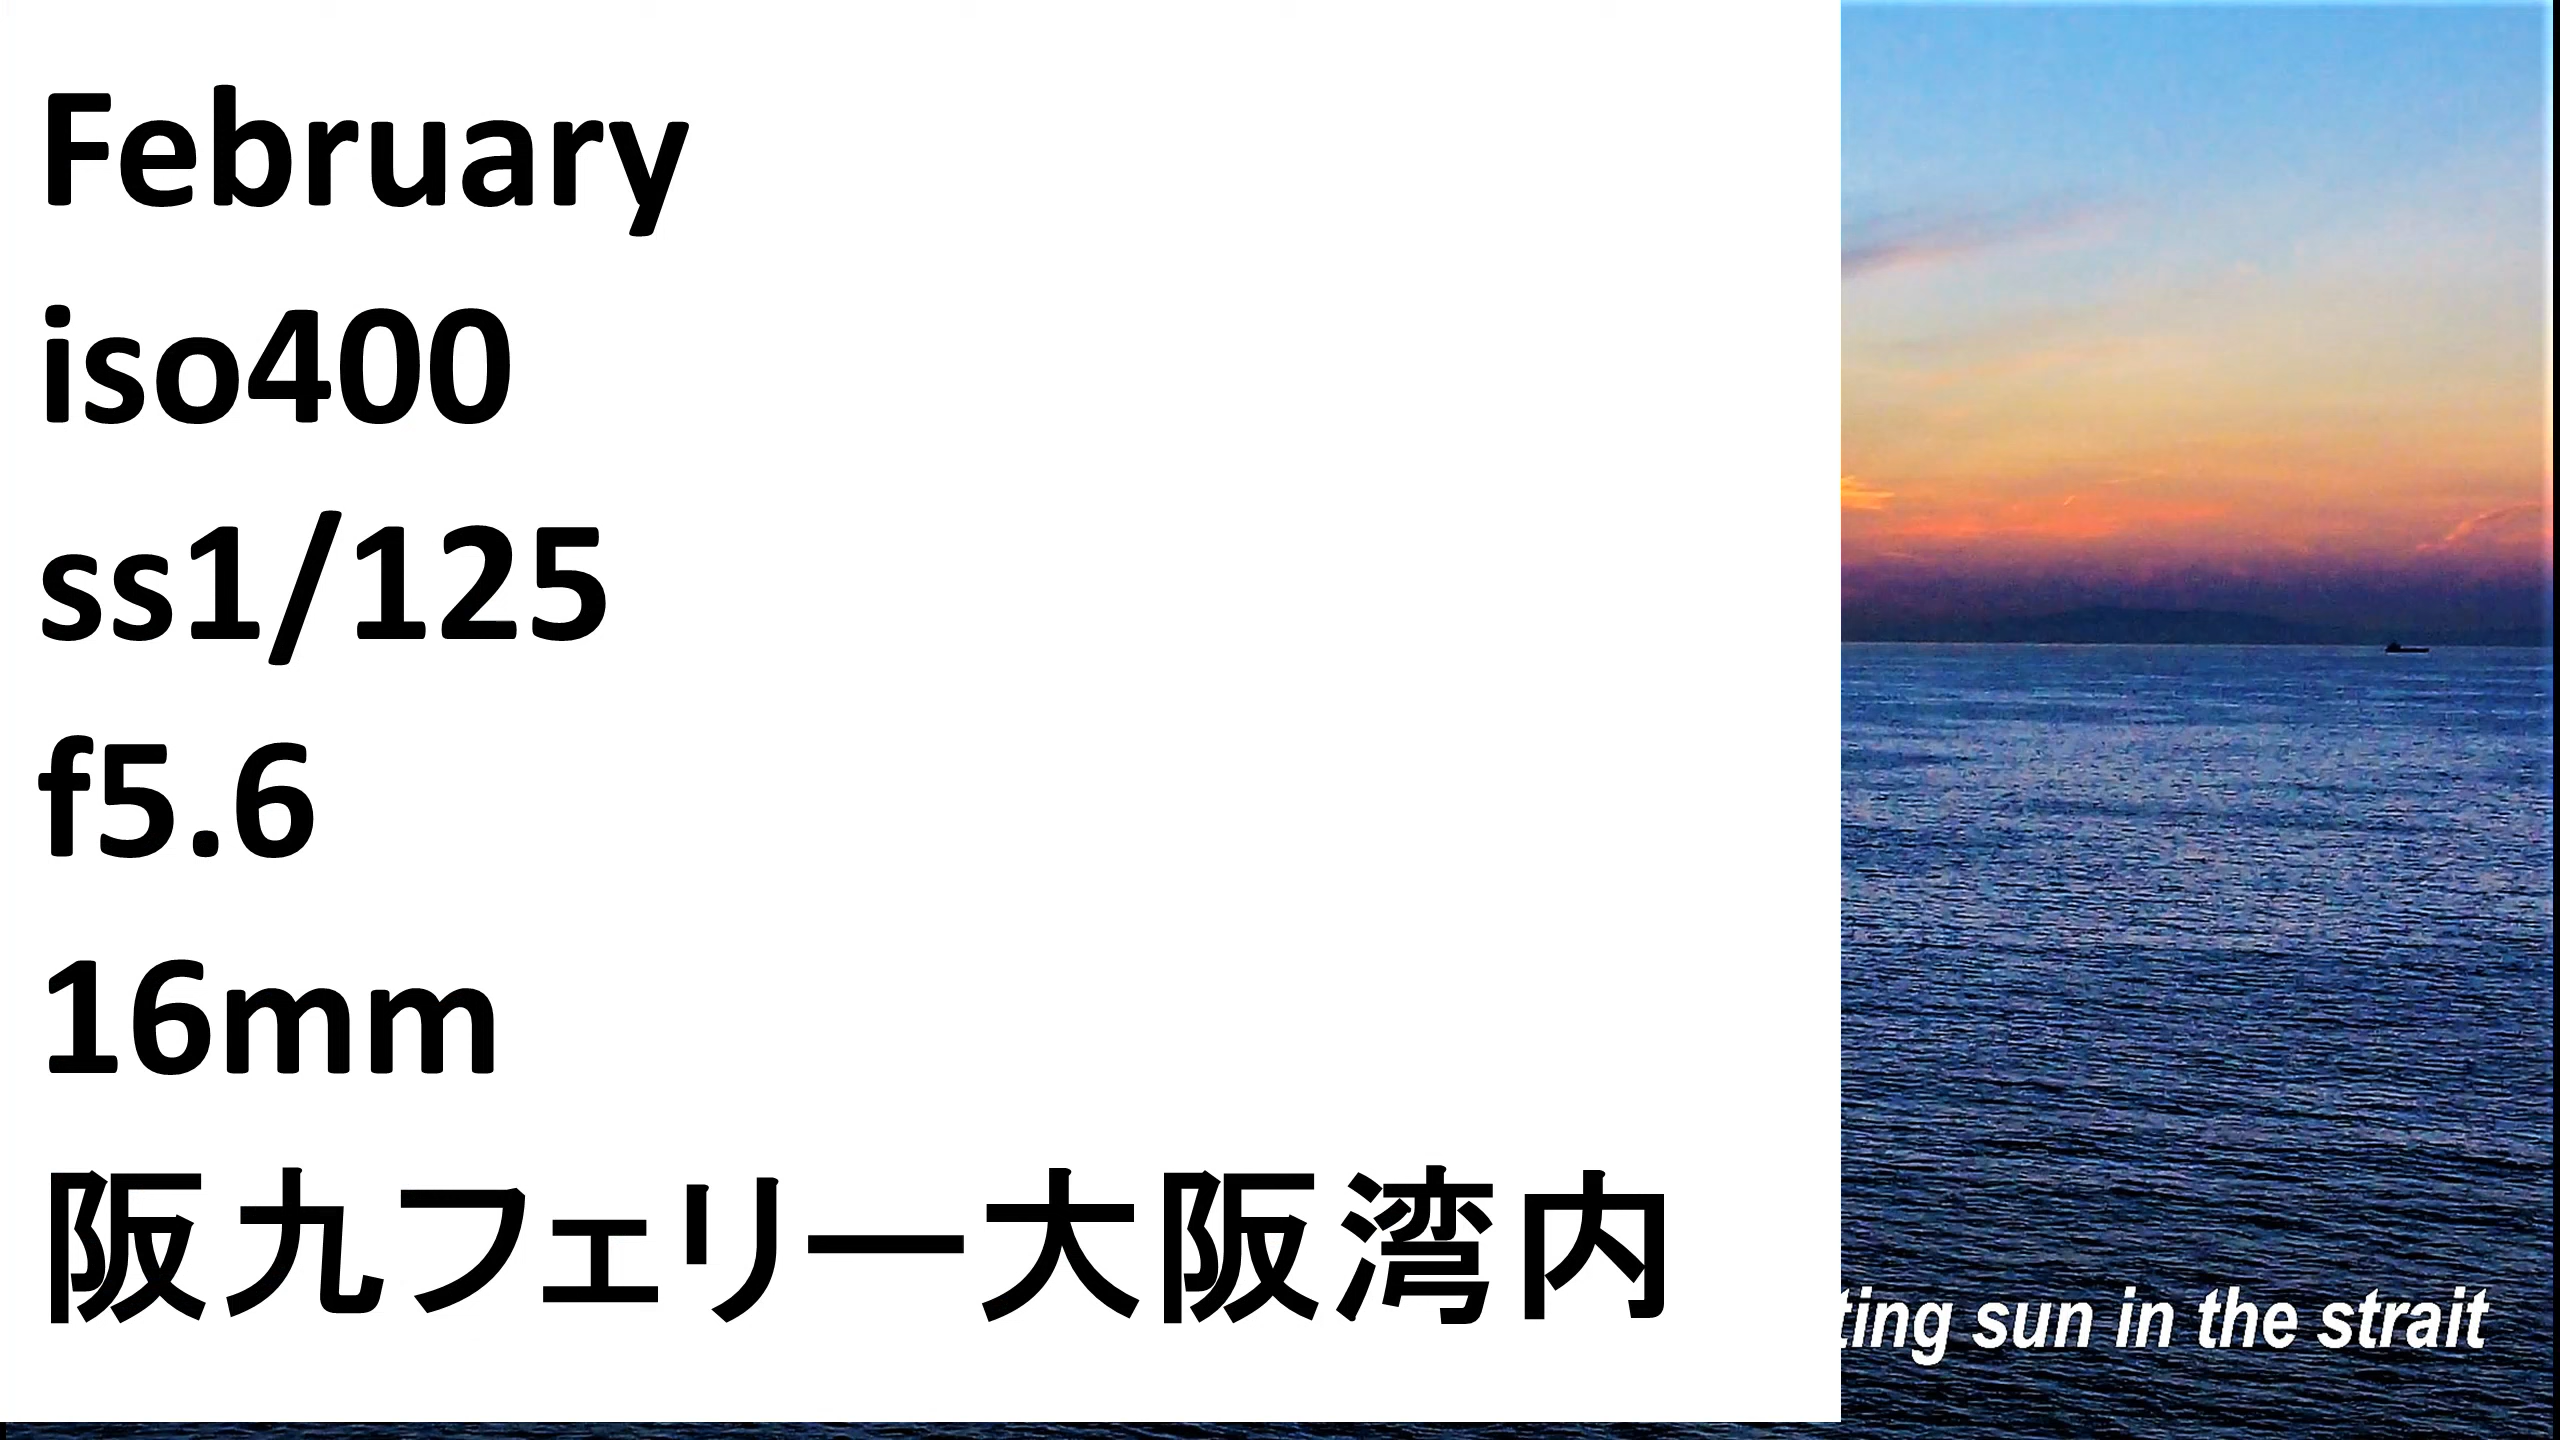 February
iso400
ss1/125
f5.6
16mm
阪九フェリー大阪湾内
ting sun in the strait